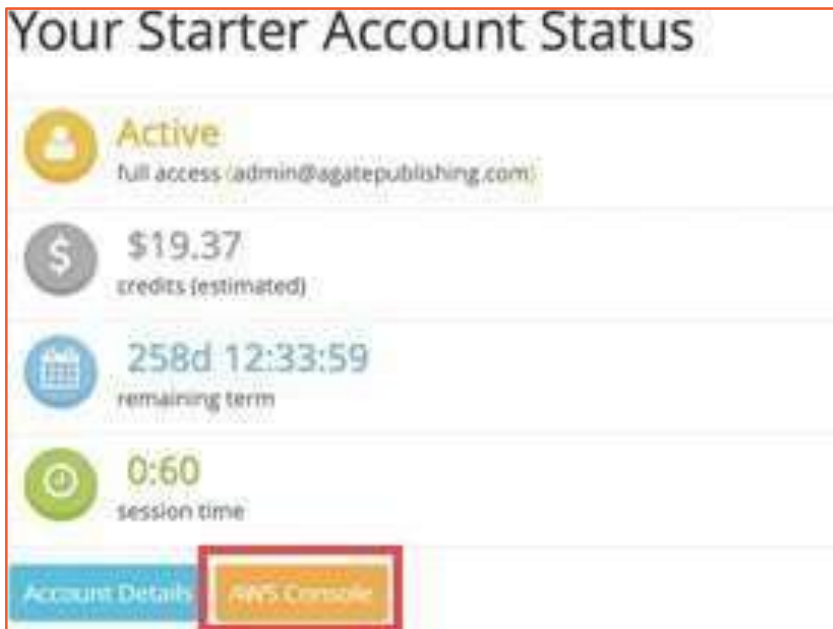 Your Starter Account Status
Active
full access (admin@agatepublishing.com)
$19.37
credits (estimated)
258d 12:33:59
remaining term
0:60
session time
Account Details AWS Console